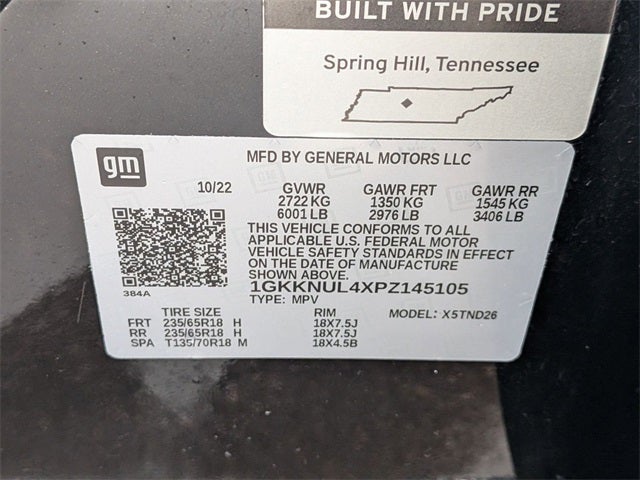 BUILT WITH PRIDE
Spring Hill, Tennessee
gm
MFD BY GENERAL MOTORS LLC
10/22 GVWR GAWR FRT GAWR RR
2722 KG 1350 KG 1545 KG
6001 LB 2976 LB 3406 LB
THIS VEHICLE CONFORMS TO ALL
APPLICABLE U.S. FEDERAL MOTOR
VEHICLE SAFETY STANDARDS IN EFFECT
ON THE DATE OF MANUFACTURE
SHOWN ABOVE.
384A
1GKKNUL4XPZ145105
TYPE: MPV
TIRE SIZE RIM MODEL: X5TND26
FRT 235/65R18 H 18X7.5J
RR 235/65R18 H 18X7.5J
SPA T135/70R18 M 18X4.5B